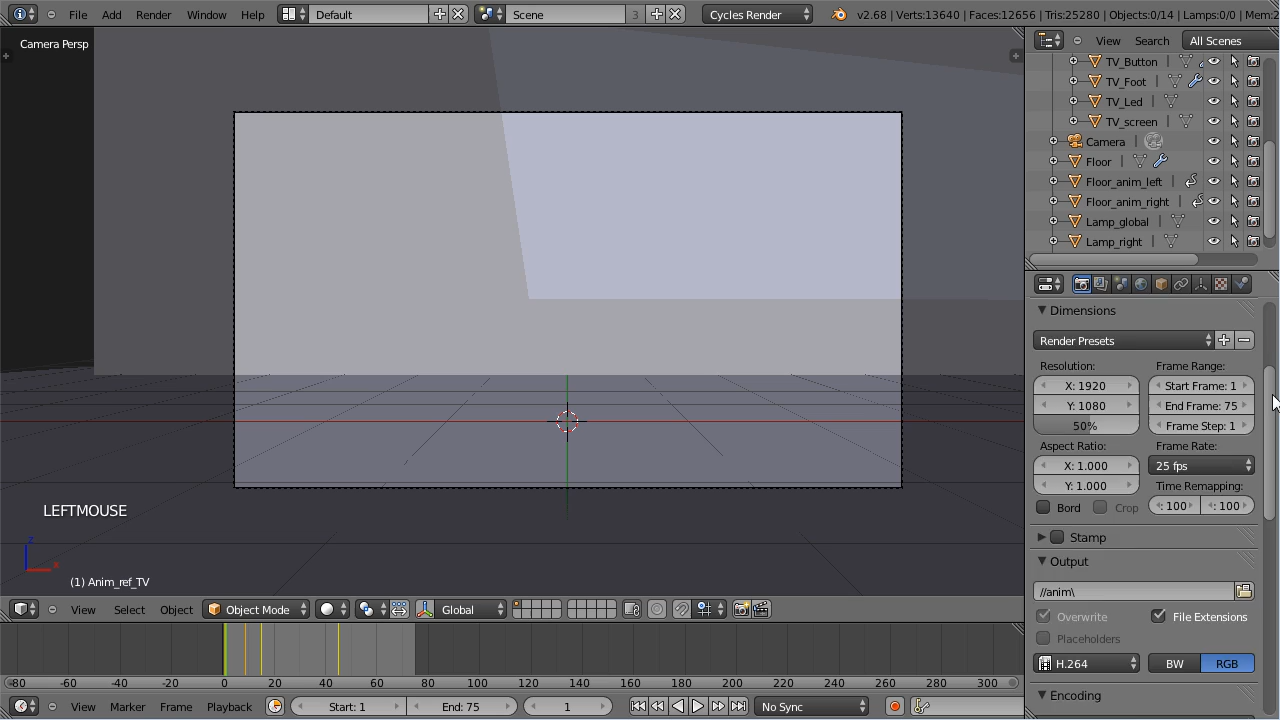 File Add Render Window Help Default Scene 3 Cycles Render v2.68 | Verts:13640 | Faces:12656 | Tris:25280 | Objects:0/14 | Lamps:0/0 | Mem:2
Camera Persp
View Search All Scenes
TV_Button
TV_Foot
TV_Led
TV_screen
Camera
Floor
Floor_anim_left
Floor_anim_right
Lamp_global
Lamp_right
Dimensions
Render Presets
Resolution: Frame Range:
X: 1920 Start Frame: 1
Y: 1080 End Frame: 75
50% Frame Step: 1
Aspect Ratio: Frame Rate:
X: 1.000 25 fps
Y: 1.000 Time Remapping:
Bord Crop : 100 : 100
Stamp
Output
//anim\
Overwrite File Extensions
Placeholders
H.264 BW RGB
Encoding
LEFTMOUSE
z
x
(1) Anim_ref_TV
View Select Object Object Mode Global
-80 -60 -40 -20 0 20 40 60 80 100 120 140 160 180 200 220 240 260 280 300
View Marker Frame Playback Start: 1 End: 75 1 No Sync